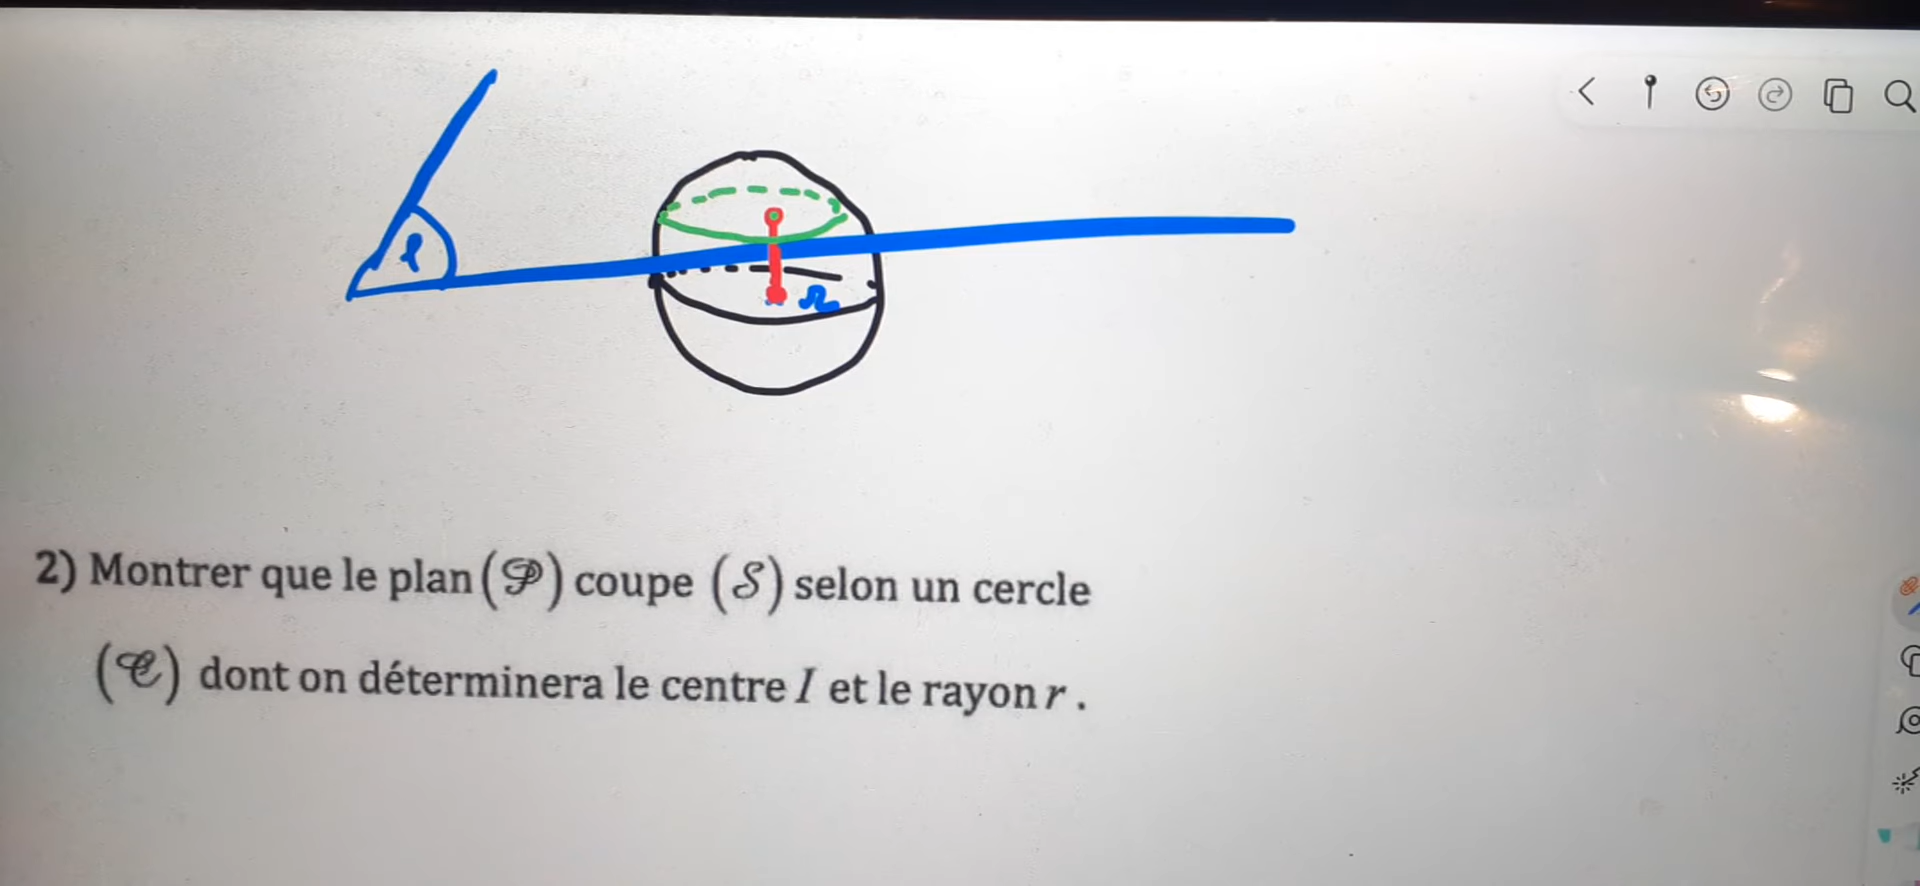 P
Ω
2) Montrer que le plan (𝒫) coupe (𝒮) selon un cercle
(𝒞) dont on déterminera le centre I et le rayon r .